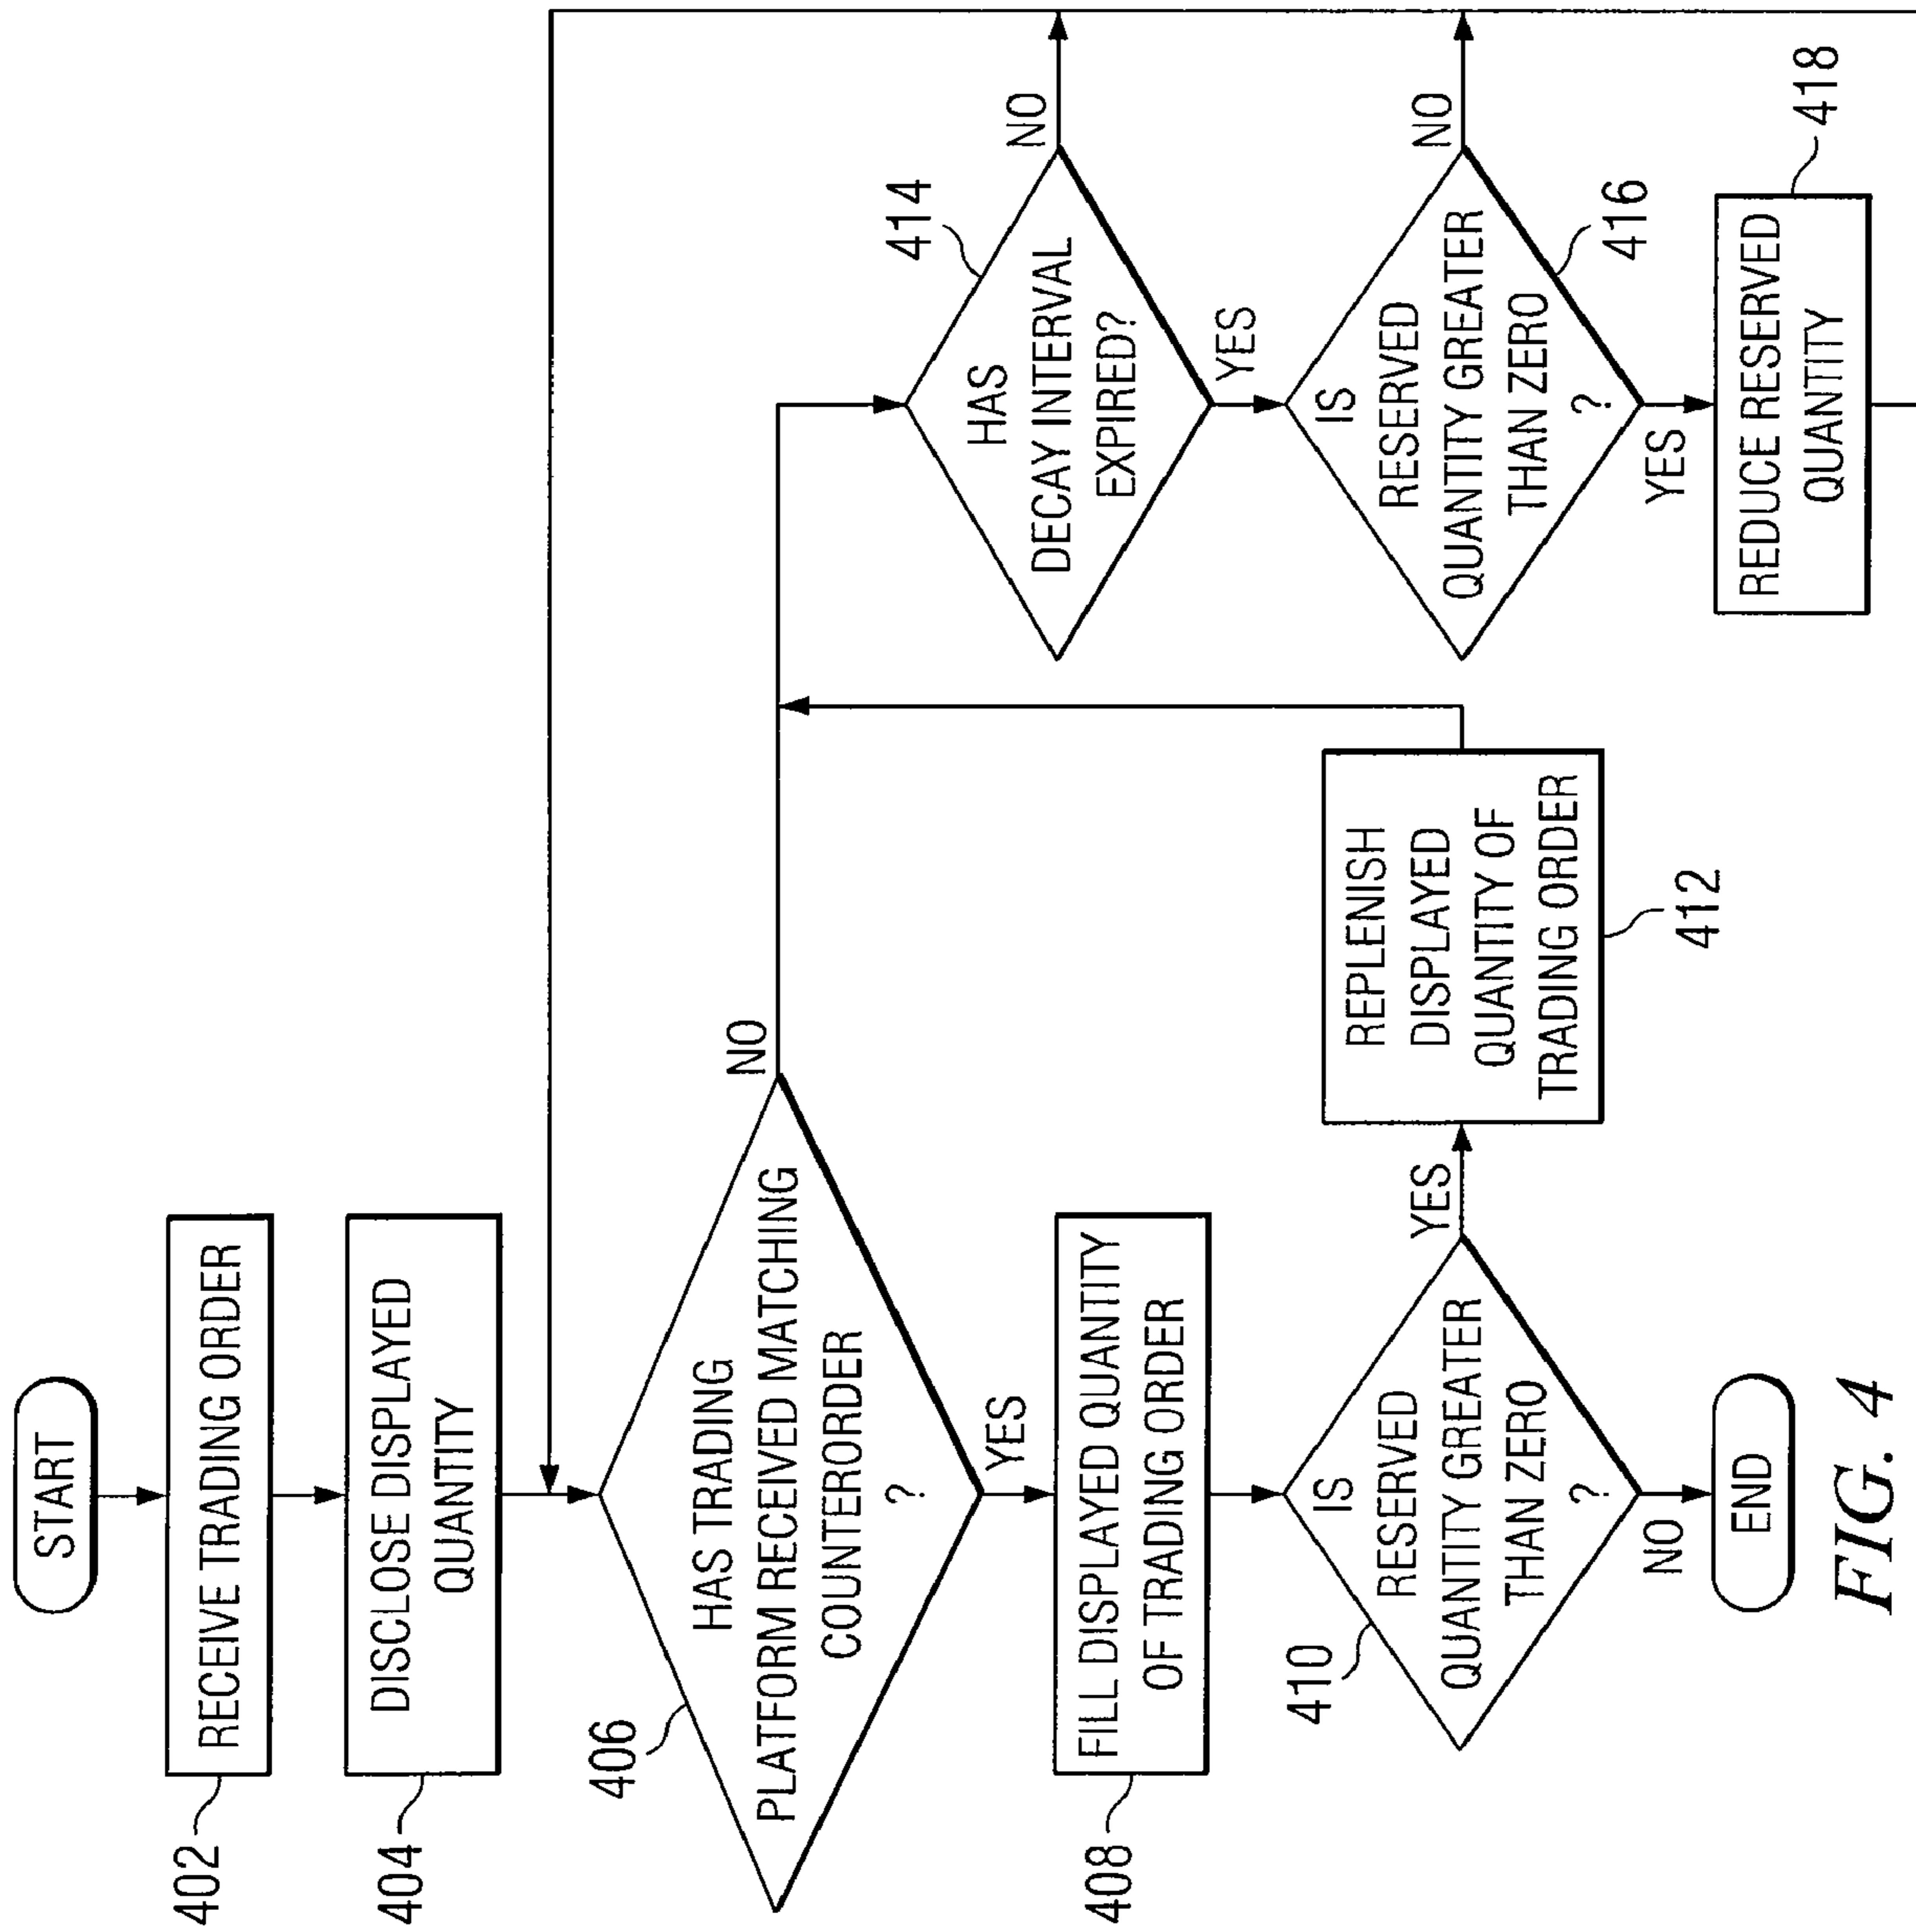 START
402
RECEIVE TRADING ORDER
404
DISCLOSE DISPLAYED
QUANTITY
406
HAS TRADING
PLATFORM RECEIVED MATCHING
COUNTERORDER
?
NO
YES
408
FILL DISPLAYED QUANTITY
OF TRADING ORDER
410
IS
RESERVED
QUANTITY GREATER
THAN ZERO
?
YES
NO
END
REPLENISH
DISPLAYED
QUANTITY OF
TRADING ORDER
412
414
HAS
DECAY INTERVAL
EXPIRED?
NO
YES
IS
RESERVED
QUANTITY GREATER
THAN ZERO
?
416
NO
YES
REDUCE RESERVED
QUANTITY
418
FIG. 4